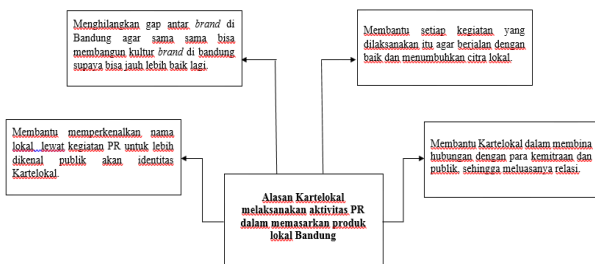 Menghilangkan gap antar brand di
Bandung agar sama sama bisa
membangun kultur brand di bandung
supaya bisa jauh lebih baik lagi.
Membantu setiap kegiatan yang
dilaksanakan itu agar berjalan dengan
baik dan menumbuhkan citra lokal.
Membantu memperkenalkan nama
lokal lewat kegiatan PR untuk lebih
dikenal publik akan identitas
Kartelokal.
Membantu Kartelokal dalam membina
hubungan dengan para kemitraan dan
publik, sehingga meluasanya relasi.
Alasan Kartelokal
melaksanakan aktivitas PR
dalam memasarkan produk
lokal Bandung